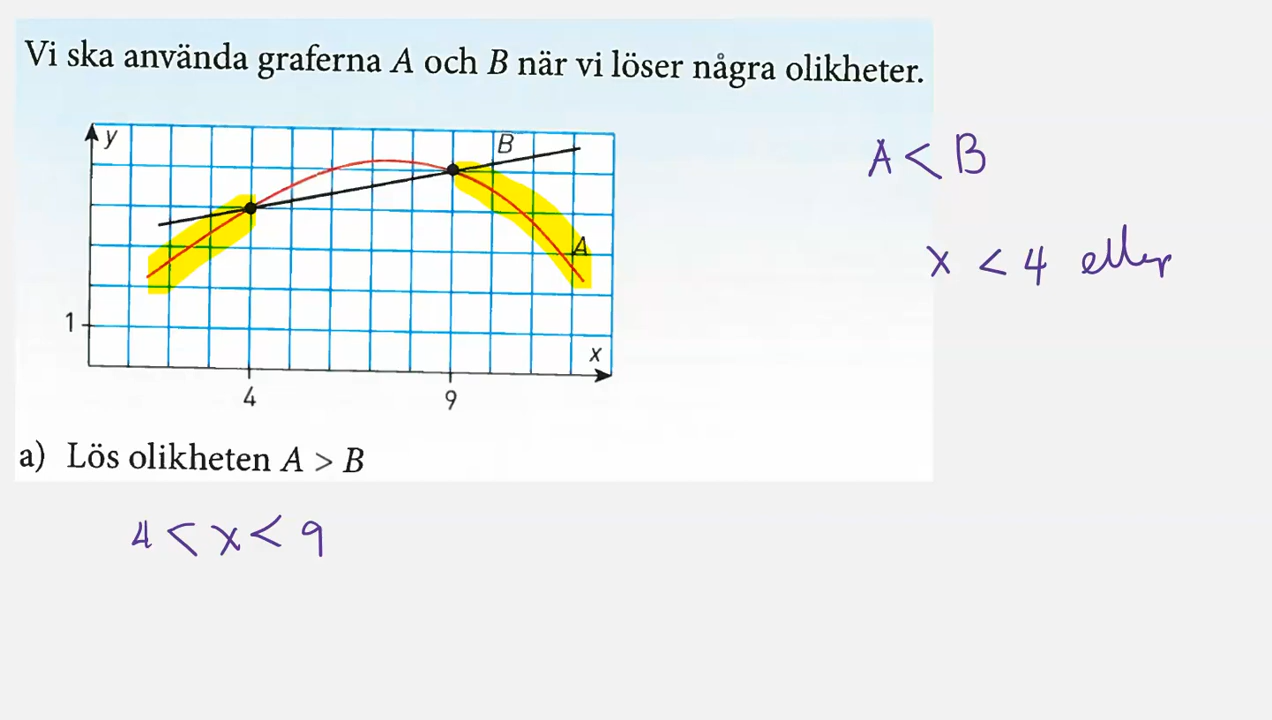 Vi ska använda graferna A och B när vi löser några olikheter.
y
B
A
1
x
4 9
a) Lös olikheten A > B
4 < x < 9
A < B
x < 4 eller